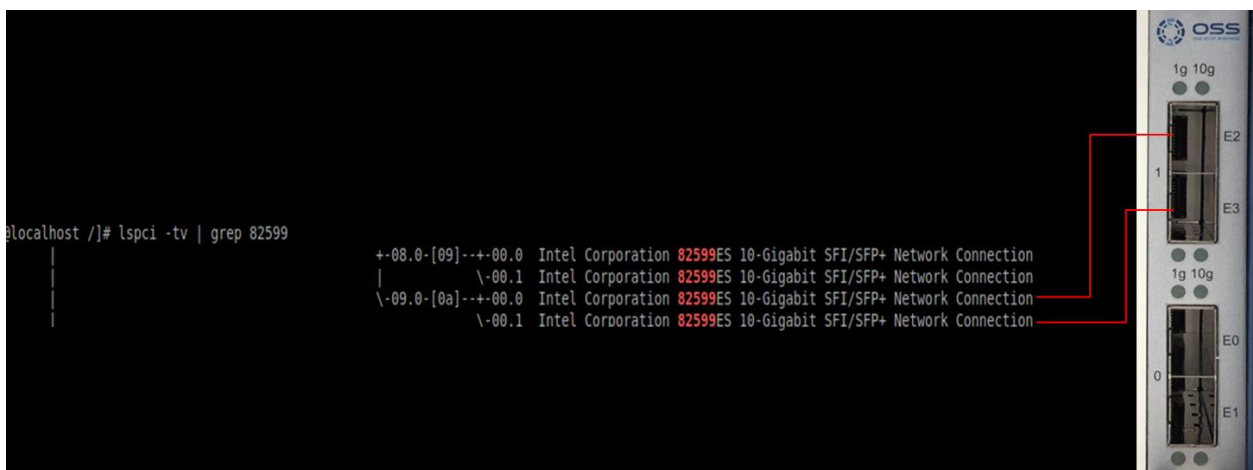 @localhost /]# lspci -tv | grep 82599
| +-08.0-[09]--+-00.0 Intel Corporation 82599ES 10-Gigabit SFI/SFP+ Network Connection
| | \-00.1 Intel Corporation 82599ES 10-Gigabit SFI/SFP+ Network Connection
| \-09.0-[0a]--+-00.0 Intel Corporation 82599ES 10-Gigabit SFI/SFP+ Network Connection
| \-00.1 Intel Corporation 82599ES 10-Gigabit SFI/SFP+ Network Connection
OSS
1g 10g
E2
1
E3
1g 10g
E0
0
E1